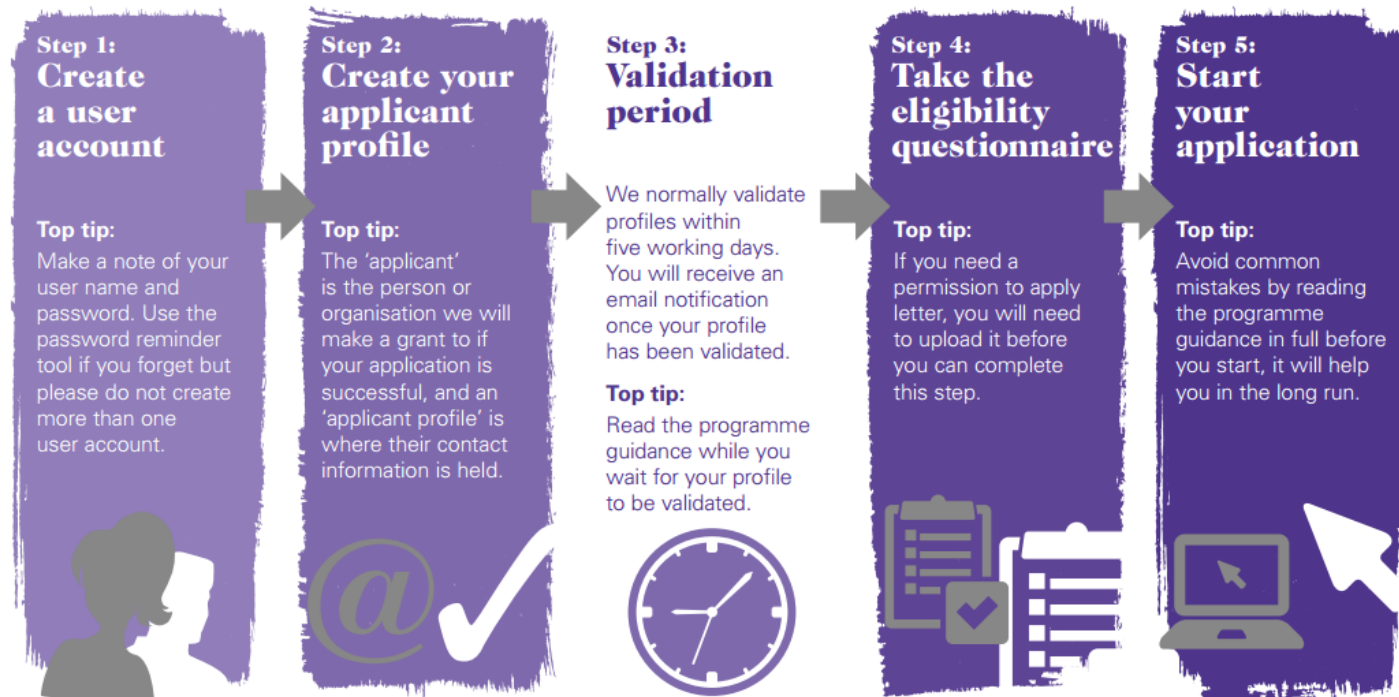 Step 1:
Create
a user
account
Top tip:
Make a note of your
user name and
password. Use the
password reminder
tool if you forget but
please do not create
more than one
user account.
Step 2:
Create your
applicant
profile
Top tip:
The ‘applicant’
is the person or
organisation we will
make a grant to if
your application is
successful, and an
‘applicant profile’ is
where their contact
information is held.
Step 3:
Validation
period
We normally validate
profiles within
five working days.
You will receive an
email notification
once your profile
has been validated.
Top tip:
Read the programme
guidance while you
wait for your profile
to be validated.
Step 4:
Take the
eligibility
questionnaire
Top tip:
If you need a
permission to apply
letter, you will need
to upload it before
you can complete
this step.
Step 5:
Start
your
application
Top tip:
Avoid common
mistakes by reading
the programme
guidance in full before
you start, it will help
you in the long run.
@